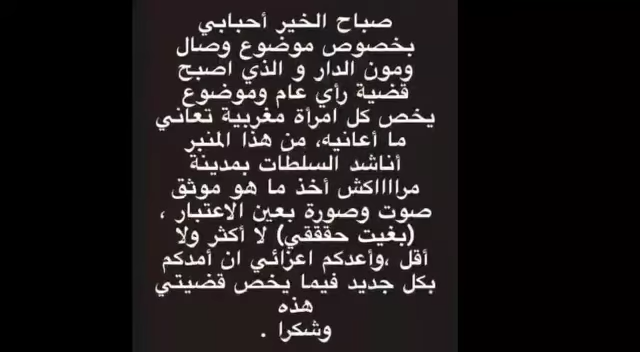 صباح الخير أحبابي
بخصوص موضوع وصال
ومون الدار و الذي اصبح
قضية رأي عام وموضوع
يخص كل امرأة مغربية تعاني
ما أعانيه، من هذا المنبر
أناشد السلطات بمدينة
مراااااكش أخذ ما هو موثق
صوت وصورة بعين الاعتبار ،
(بغيت حقققي) لا أكثر ولا
أقل ،وأعدكم اعزائي ان أمدكم
بكل جديد فيما يخص قضيتي
هذه
وشكرا .